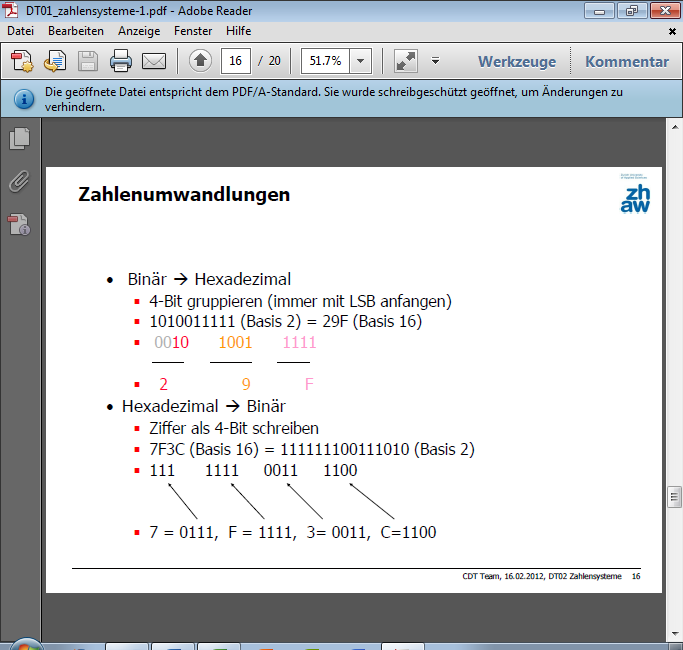 DT01_zahlensysteme-1.pdf - Adobe Reader
Datei Bearbeiten Anzeige Fenster Hilfe
16 / 20 51.7% Werkzeuge Kommentar
Die geöffnete Datei entspricht dem PDF/A-Standard. Sie wurde schreibgeschützt geöffnet, um Änderungen zu
verhindern.
zh
aw
Zahlenumwandlungen
• Binär → Hexadezimal
▪ 4-Bit gruppieren (immer mit LSB anfangen)
▪ 1010011111 (Basis 2) = 29F (Basis 16)
▪ 0010 1001 1111
▪ 2 9 F
• Hexadezimal → Binär
▪ Ziffer als 4-Bit schreiben
▪ 7F3C (Basis 16) = 111111100111010 (Basis 2)
▪ 111 1111 0011 1100
▪ 7 = 0111, F = 1111, 3= 0011, C=1100
CDT Team, 16.02.2012, DT02 Zahlensysteme 16